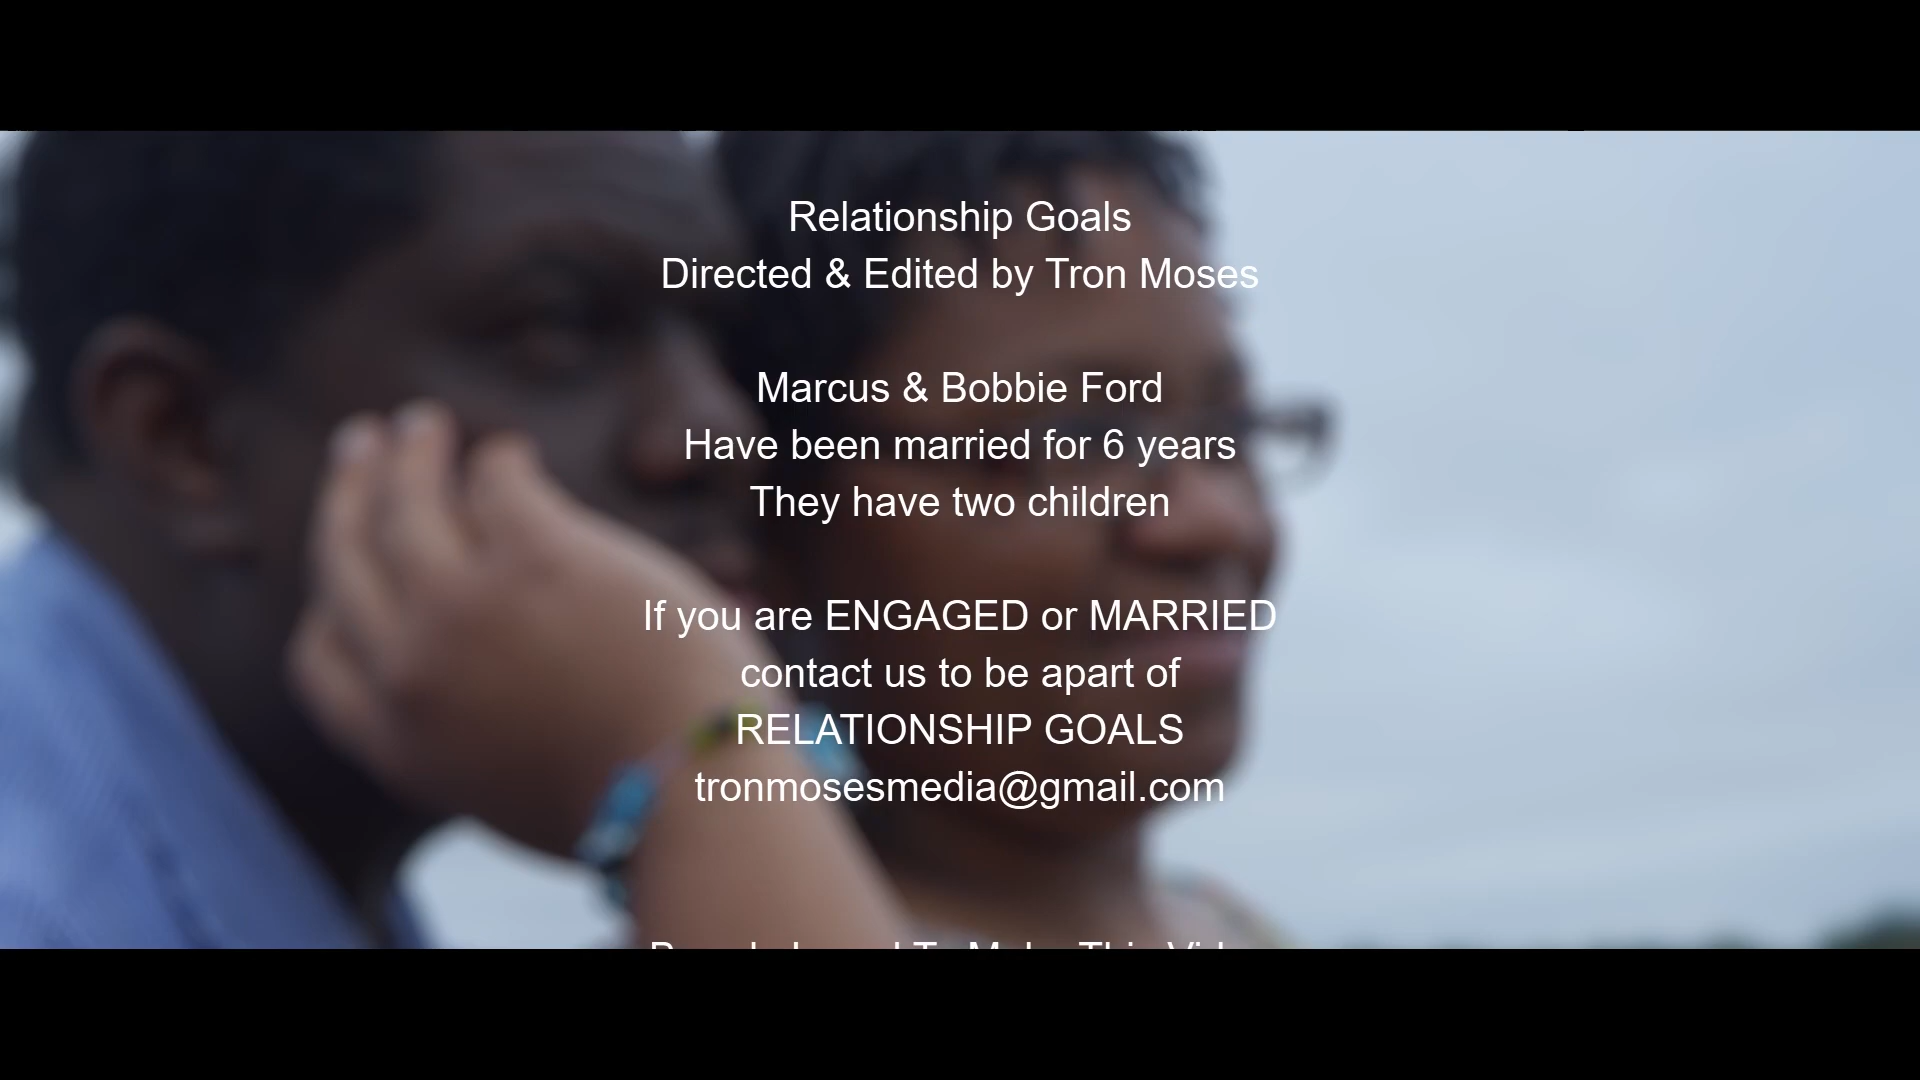 Relationship Goals
Directed & Edited by Tron Moses
Marcus & Bobbie Ford
Have been married for 6 years
They have two children
If you are ENGAGED or MARRIED
contact us to be apart of
RELATIONSHIP GOALS
tronmosesmedia@gmail.com